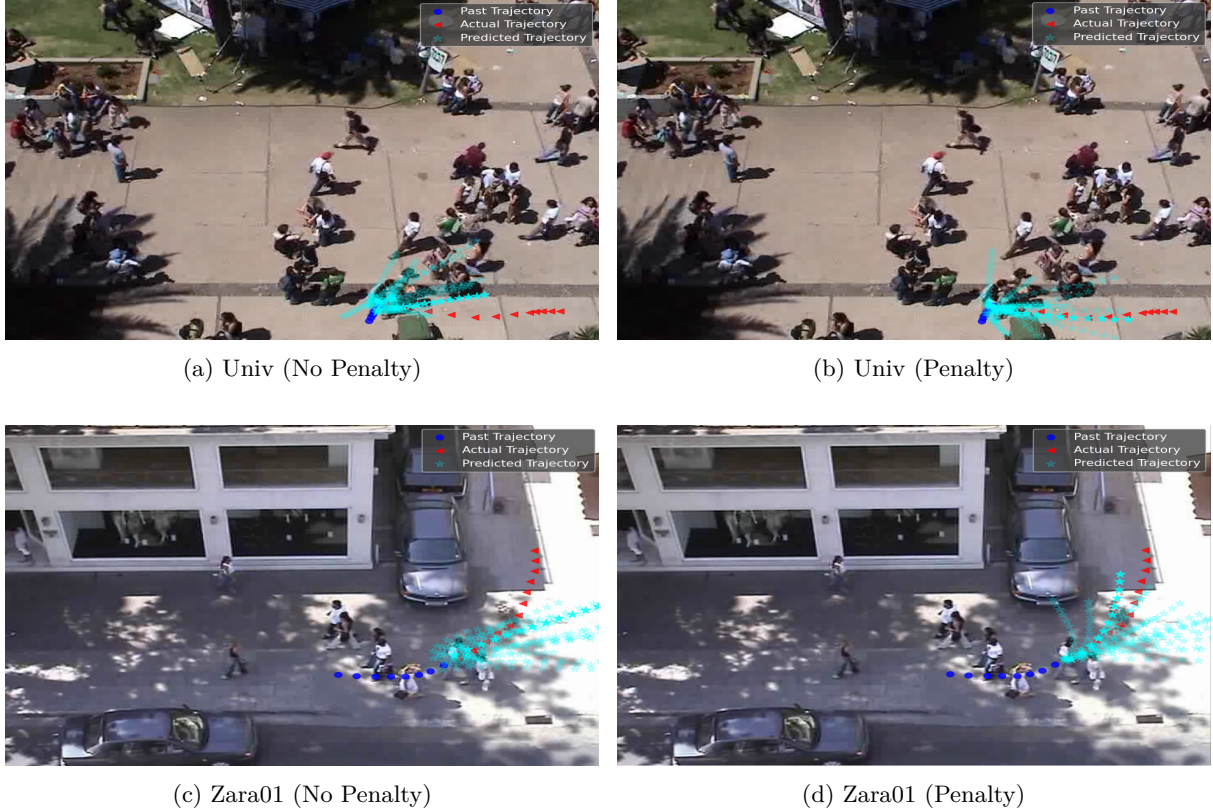 Past Trajectory
Actual Trajectory
Predicted Trajectory
Past Trajectory
Actual Trajectory
Predicted Trajectory
(a) Univ (No Penalty)
(b) Univ (Penalty)
Past Trajectory
Actual Trajectory
Predicted Trajectory
Past Trajectory
Actual Trajectory
Predicted Trajectory
(c) Zara01 (No Penalty)
(d) Zara01 (Penalty)